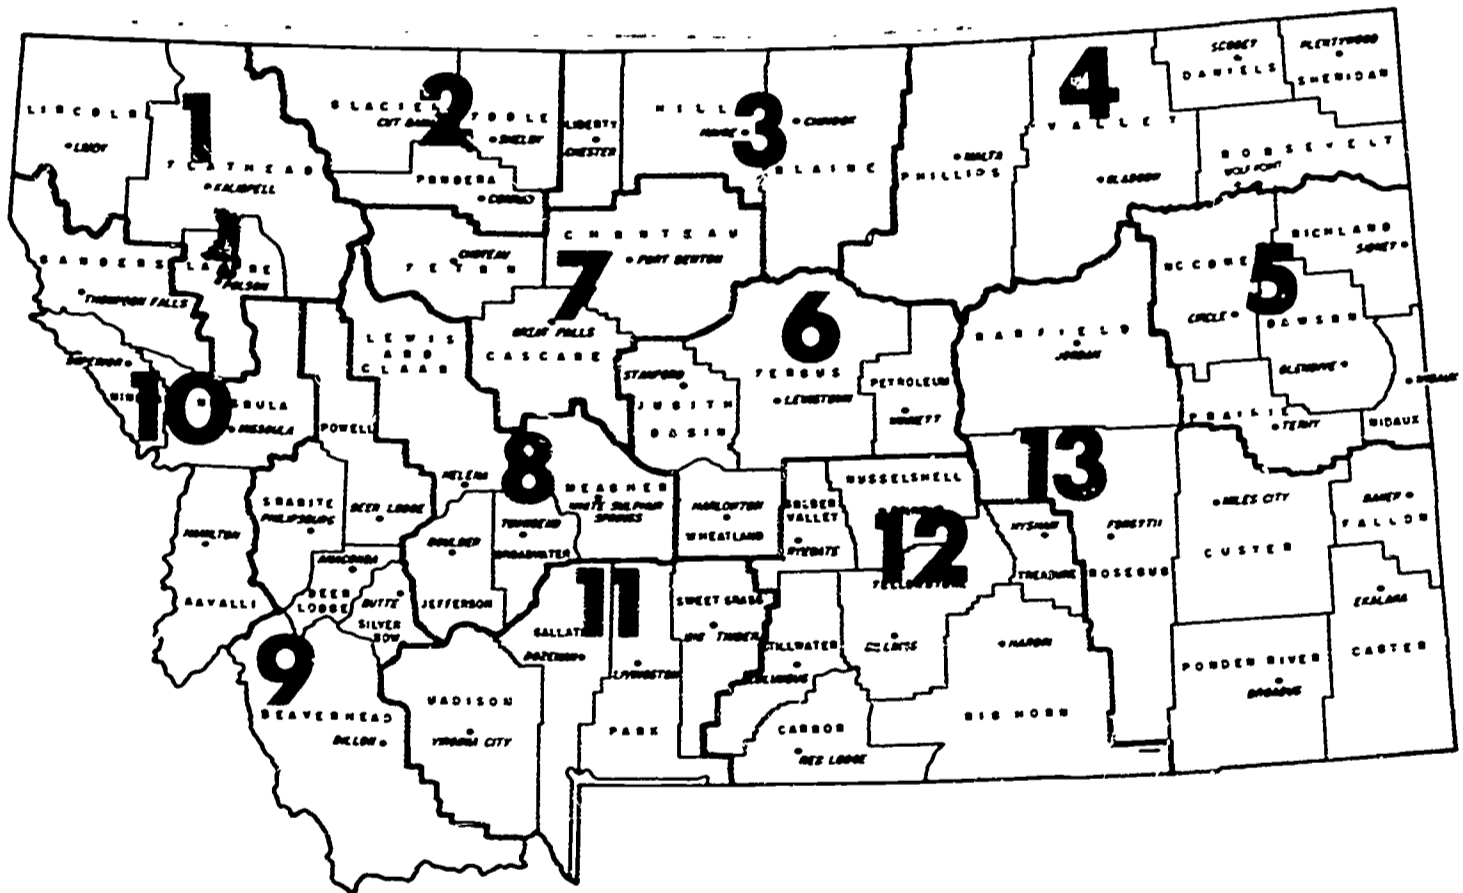 1
2
3
4
5
6
7
8
9
10
11
12
13
LINCOLN
LIBBY
FLATHEAD
KALISPELL
GLACIER
CUT BANK
TOOLE
SHELBY
PONDERA
CONRAD
LIBERTY
CHESTER
HILL
HAVRE
CHINOOK
BLAINE
MALTA
PHILLIPS
VALLEY
GLASGOW
SCOBEY
DANIELS
PLENTYWOOD
SHERIDAN
ROOSEVELT
WOLF POINT
SANDERS
THOMPSON FALLS
LAKE
POLSON
TETON
CHOTEAU
CHOUTEAU
FORT BENTON
GREAT FALLS
CASCADE
LEWIS
AND
CLARK
HELENA
STANFORD
JUDITH
BASIN
FERGUS
LEWISTOWN
PETROLEUM
WINNETT
GARFIELD
JORDAN
MCCONE
CIRCLE
RICHLAND
SIDNEY
DAWSON
GLENDIVE
PRAIRIE
TERRY
WIBAUX
WIBAUX
SUPERIOR
MISSOULA
POWELL
GRANITE
PHILIPSBURG
DEER LODGE
HAMILTON
RAVALLI
ANACONDA
DEER
LODGE
BUTTE
SILVER
BOW
BOULDER
JEFFERSON
TOWNSEND
BROADWATER
MEAGHER
WHITE SULPHUR
SPRINGS
HARLOWTON
WHEATLAND
GOLDEN
VALLEY
RYEGATE
MUSSELSHELL
YELLOWSTONE
HYSHAM
TREASURE
FORSYTH
ROSEBUD
MILES CITY
CUSTER
BAKER
FALLON
EKALAKA
CARTER
POWDER RIVER
BROADUS
HARDIN
BIG HORN
STILLWATER
COLUMBUS
CARBON
RED LODGE
SWEET GRASS
BIG TIMBER
BOZEMAN
LIVINGSTON
PARK
MADISON
VIRGINIA CITY
BEAVERHEAD
DILLON